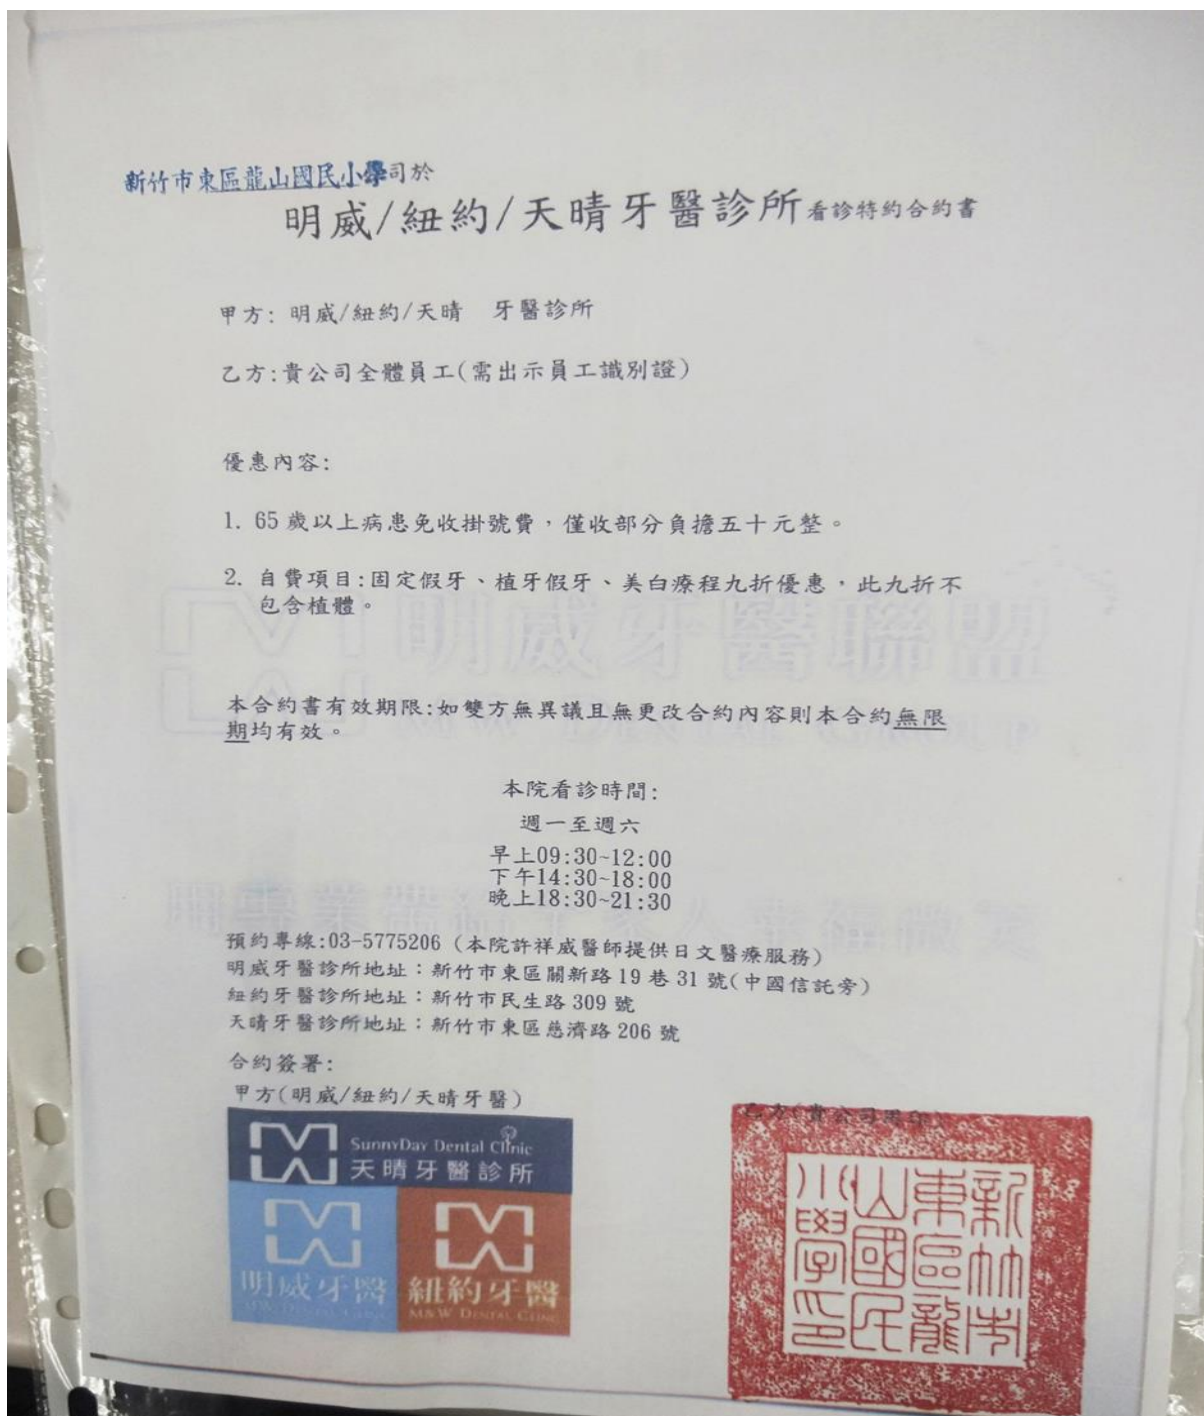 新竹市東區龍山國民小學司於
明威/紐約/天晴牙醫診所看診特約合約書
甲方: 明威/紐約/天晴 牙醫診所
乙方:貴公司全體員工(需出示員工識別證)
優惠內容:
1. 65歲以上病患免收掛號費,僅收部分負擔五十元整。
2. 自費項目:固定假牙、植牙假牙、美白療程九折優惠,此九折不
包含植體。
明威牙醫聯盟
本合約書有效期限:如雙方無異議且無更改合約內容則本合約無限
期均有效。
本院看診時間:
週一至週六
早上09:30~12:00
下午14:30~18:00
晚上18:30~21:30
預約專線:03-5775206 (本院許祥威醫師提供日文醫療服務)
明威牙醫診所地址:新竹市東區關新路19巷31號(中國信託旁)
紐約牙醫診所地址:新竹市民生路309號
天晴牙醫診所地址:新竹市東區慈濟路206號
合約簽署:
甲方(明威/紐約/天晴牙醫)
乙方(貴公司用印)
SunnyDay Dental Clinic
天晴牙醫診所
明威牙醫
M&W DENTAL CLINIC
紐約牙醫
M&W DENTAL CLINIC
新竹市
東區龍
山國民
小學印